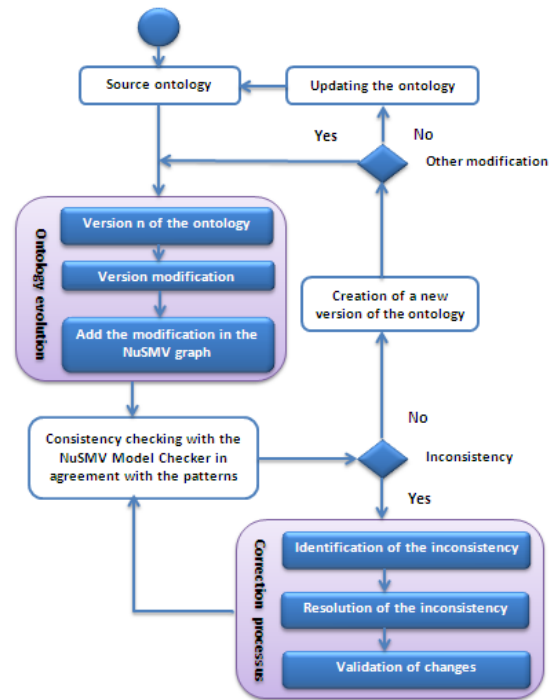 Source ontology
Updating the ontology
Yes
No
Other modification
Ontology evolution
Version n of the ontology
Version modification
Add the modification in the
NuSMV graph
Creation of a new
version of the ontology
No
Consistency checking with the
NuSMV Model Checker in
agreement with the patterns
Inconsistency
Yes
Correction processus
Identification of the inconsistency
Resolution of the inconsistency
Validation of changes